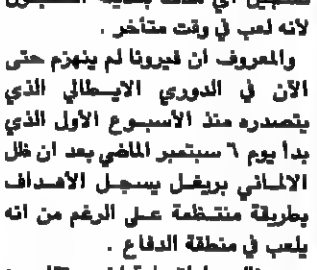 لأنه لعب في وقت متأخر .
والمعروف ان فيرونا لم ينهزم حتى
الآن في الدوري الايطالي الذي
يتصدره منذ الأسبوع الأول الذي
بدأ يوم ٦ سبتمبر الماضي بعد ان ظل
الالماني بريغل يسجل الأهداف
بطريقة منتظمة على الرغم من انه
يلعب في منطقة الدفاع .